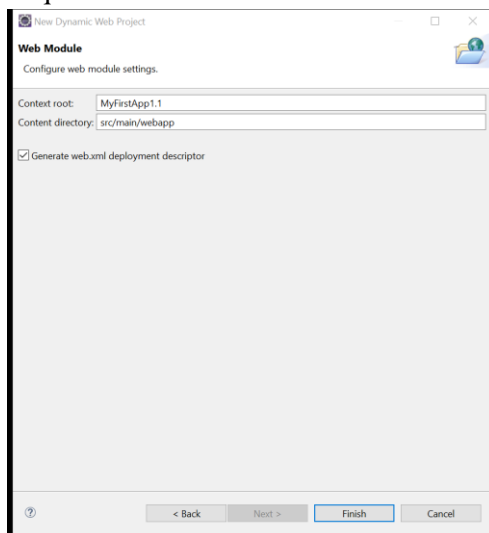 New Dynamic Web Project
Web Module
Configure web module settings.
Context root: MyFirstApp1.1
Content directory: src/main/webapp
Generate web.xml deployment descriptor
? < Back Next > Finish Cancel